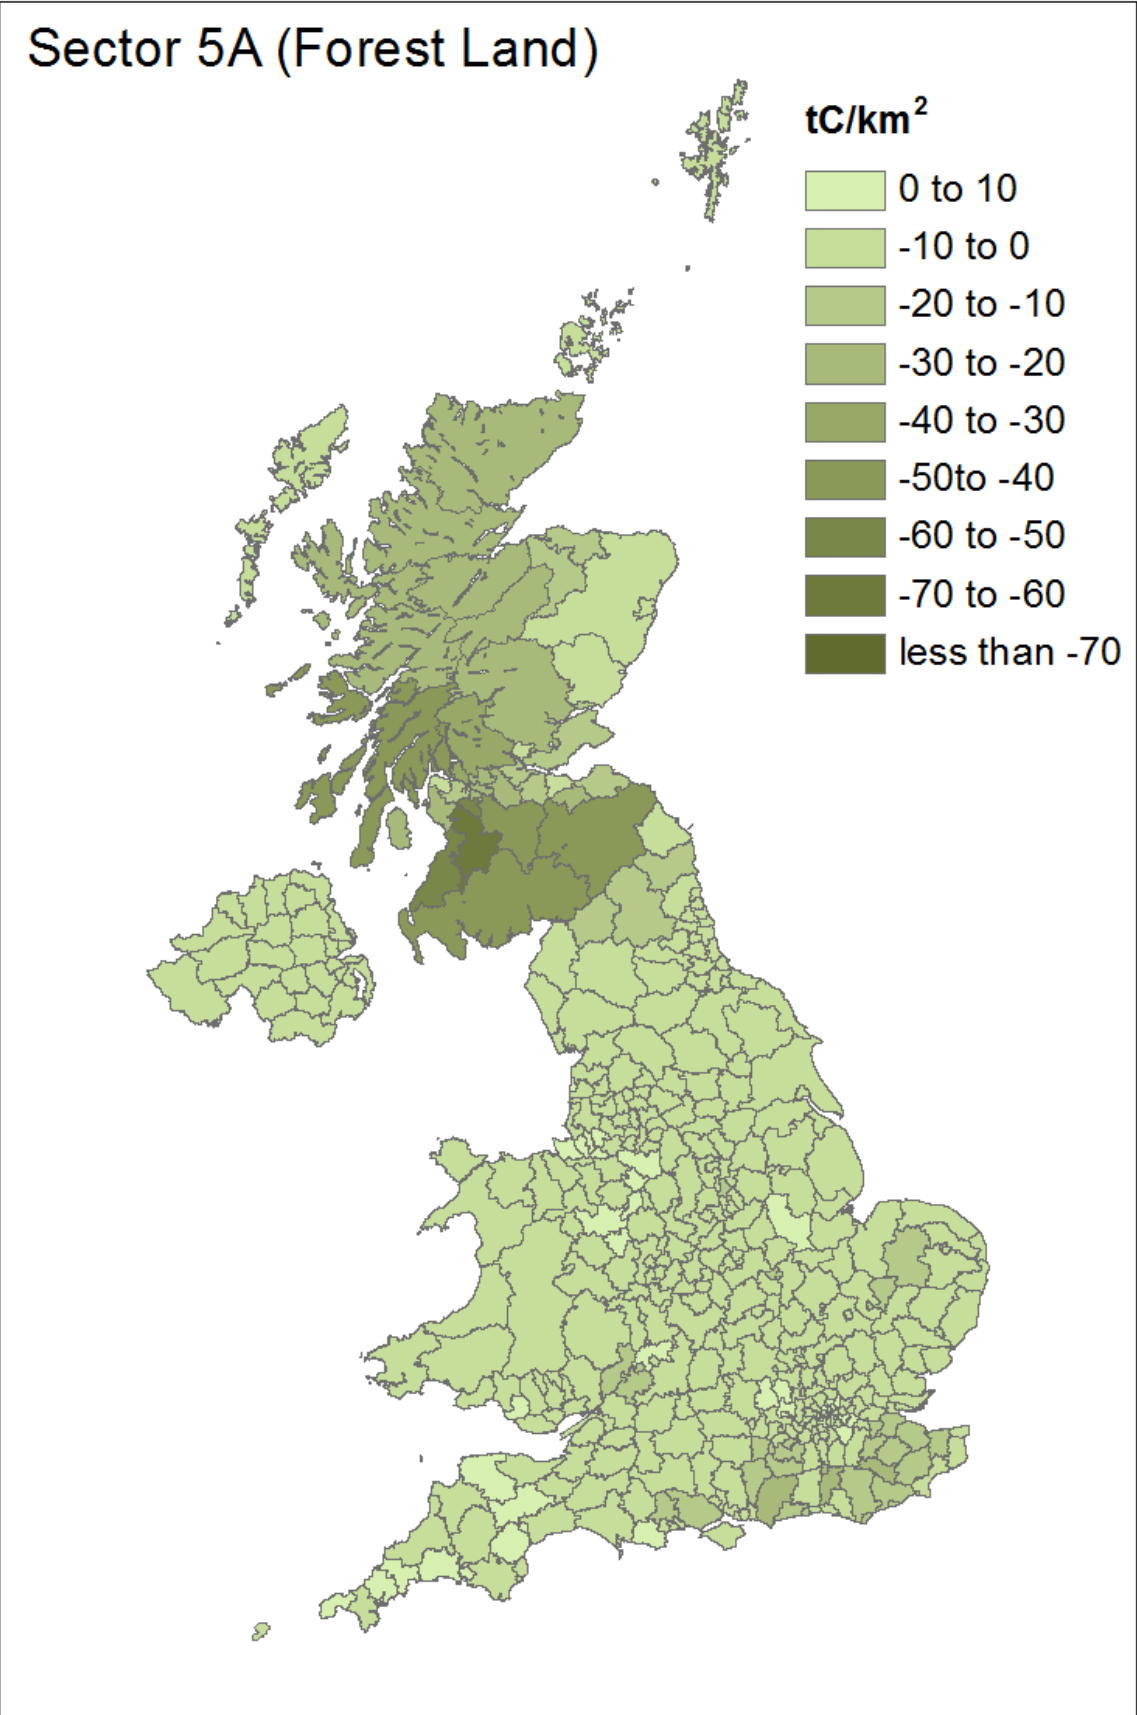 Sector 5A (Forest Land)
tC/km²
0 to 10
-10 to 0
-20 to -10
-30 to -20
-40 to -30
-50to -40
-60 to -50
-70 to -60
less than -70